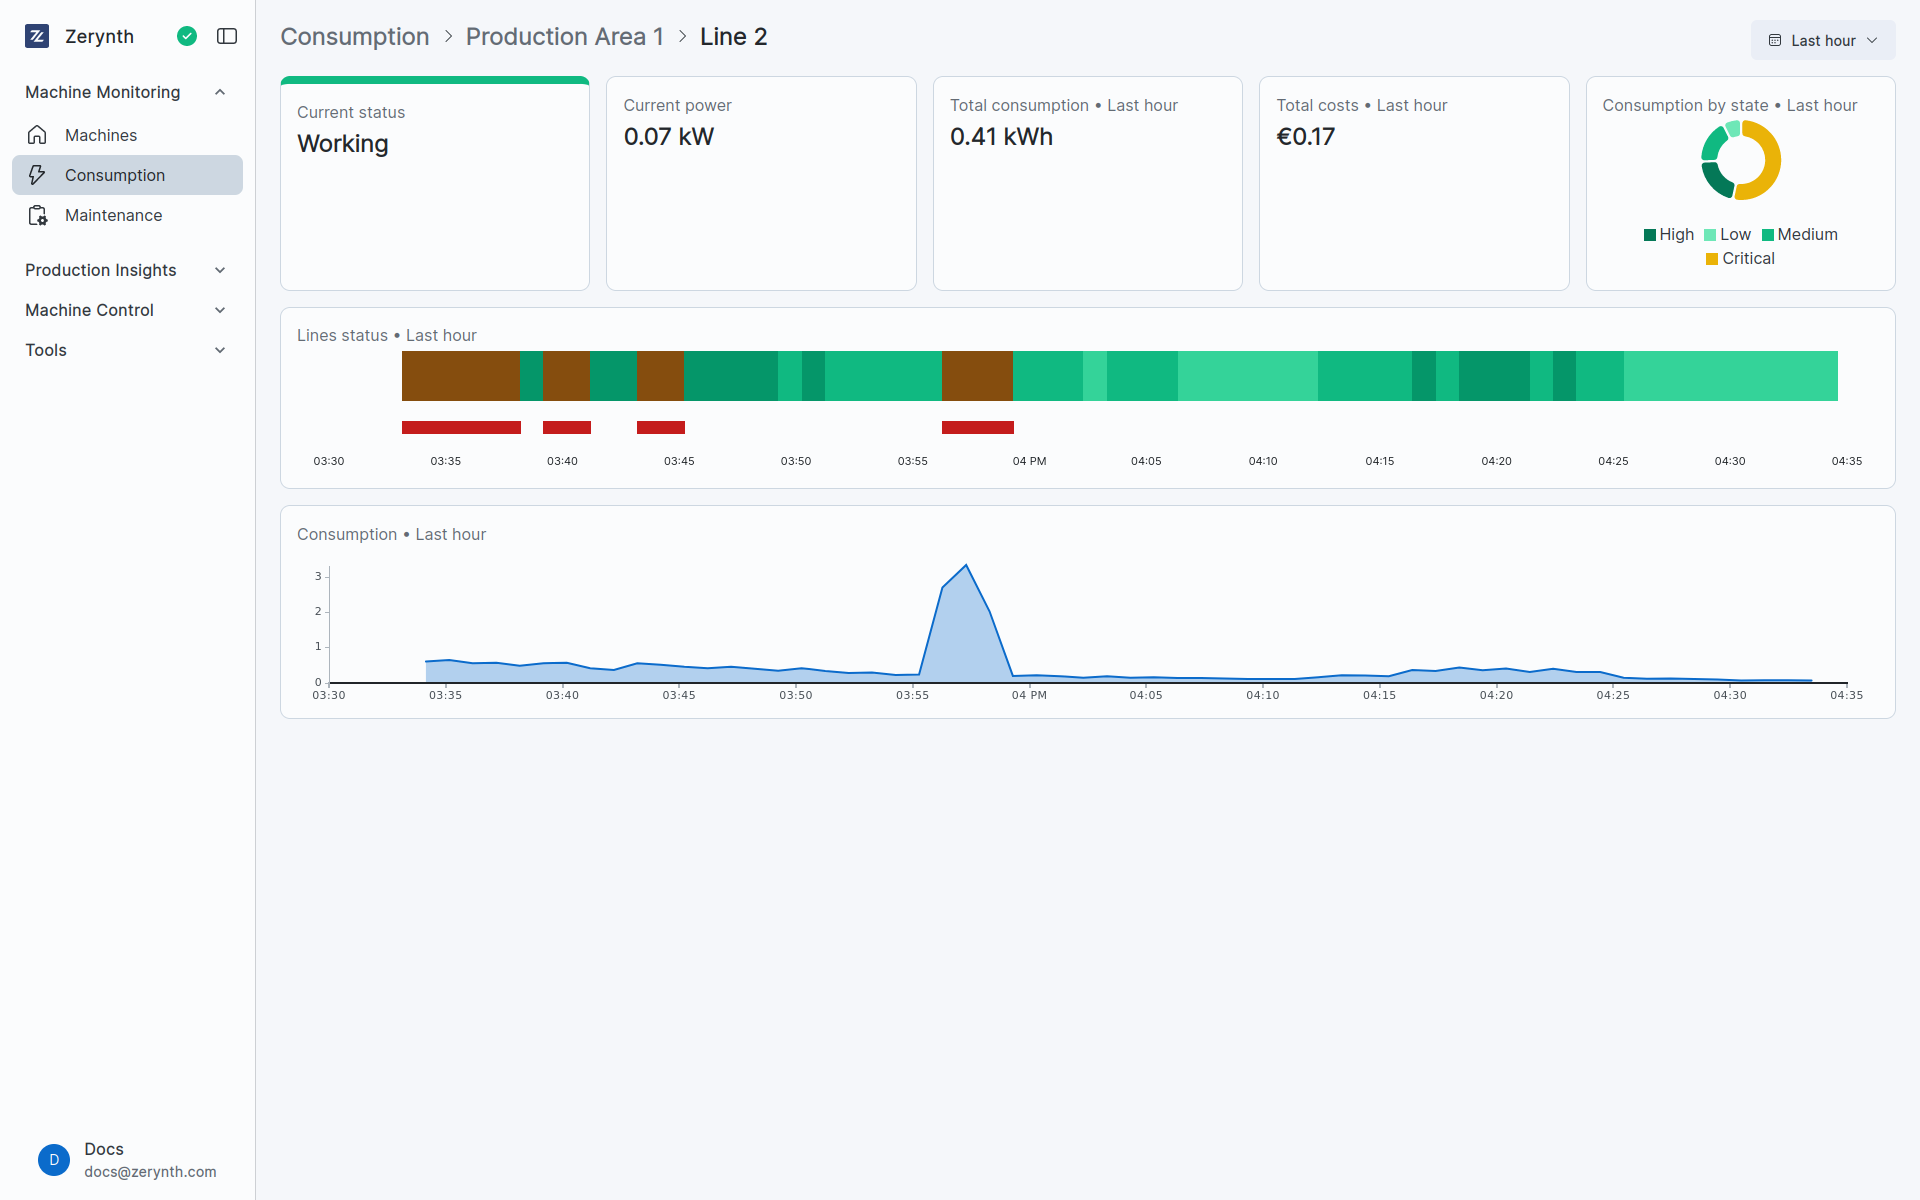 Zerynth
Machine Monitoring
Machines
Consumption
Maintenance
Production Insights
Machine Control
Tools
Docs
D
docs@zerynth.com
Consumption > Production Area 1 > Line 2
Last hour
Current status
Working
Current power
0.07 kW
Total consumption • Last hour
0.41 kWh
Total costs • Last hour
€0.17
Consumption by state • Last hour
High Low Medium
Critical
Lines status • Last hour
03:30 03:35 03:40 03:45 03:50 03:55 04 PM 04:05 04:10 04:15 04:20 04:25 04:30 04:35
Consumption • Last hour
3
2
1
0
03:30 03:35 03:40 03:45 03:50 03:55 04 PM 04:05 04:10 04:15 04:20 04:25 04:30 04:35